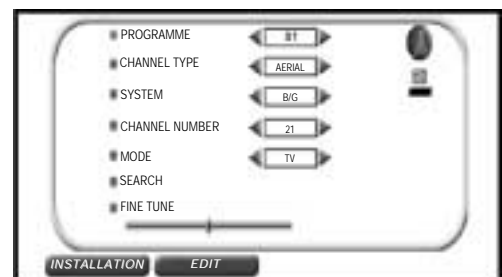 PROGRAMME
CHANNEL TYPE AERIAL
SYSTEM B/G
CHANNEL NUMBER 21
MODE TV
SEARCH
FINE TUNE
INSTALLATION EDIT